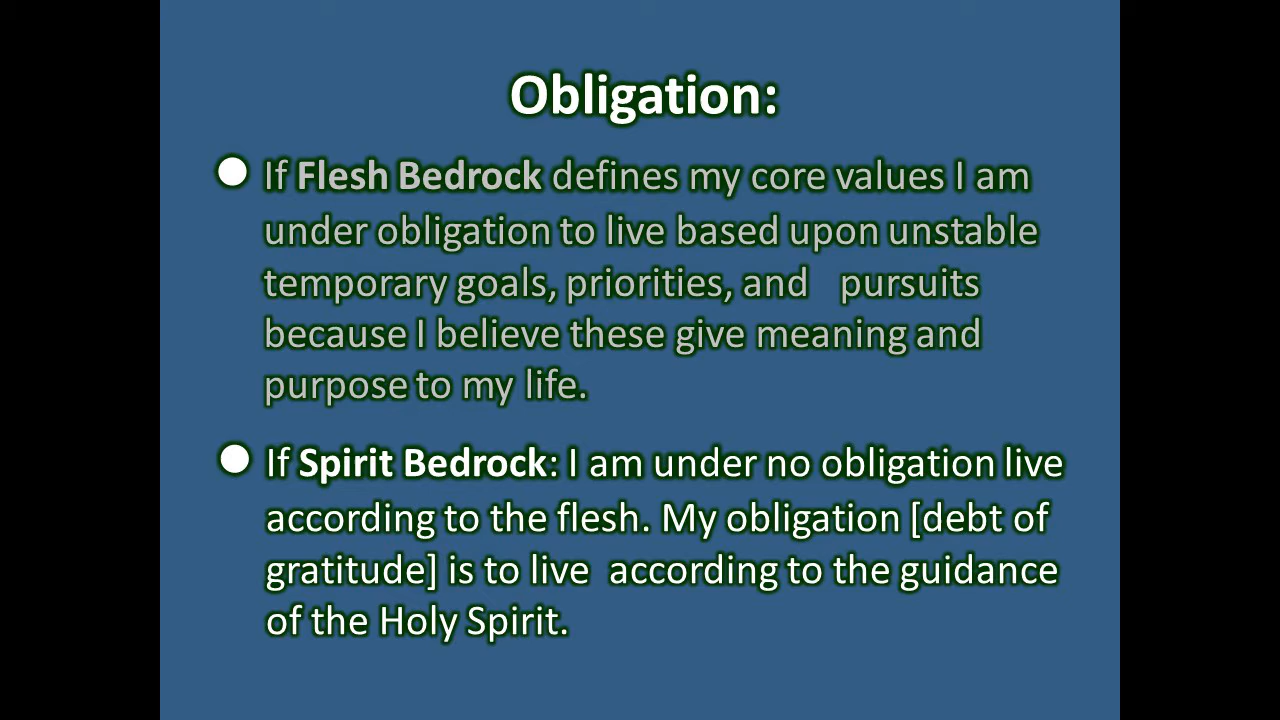 Obligation:
● If Flesh Bedrock defines my core values I am
under obligation to live based upon unstable
temporary goals, priorities, and pursuits
because I believe these give meaning and
purpose to my life.
● If Spirit Bedrock: I am under no obligation live
according to the flesh. My obligation [debt of
gratitude] is to live according to the guidance
of the Holy Spirit.